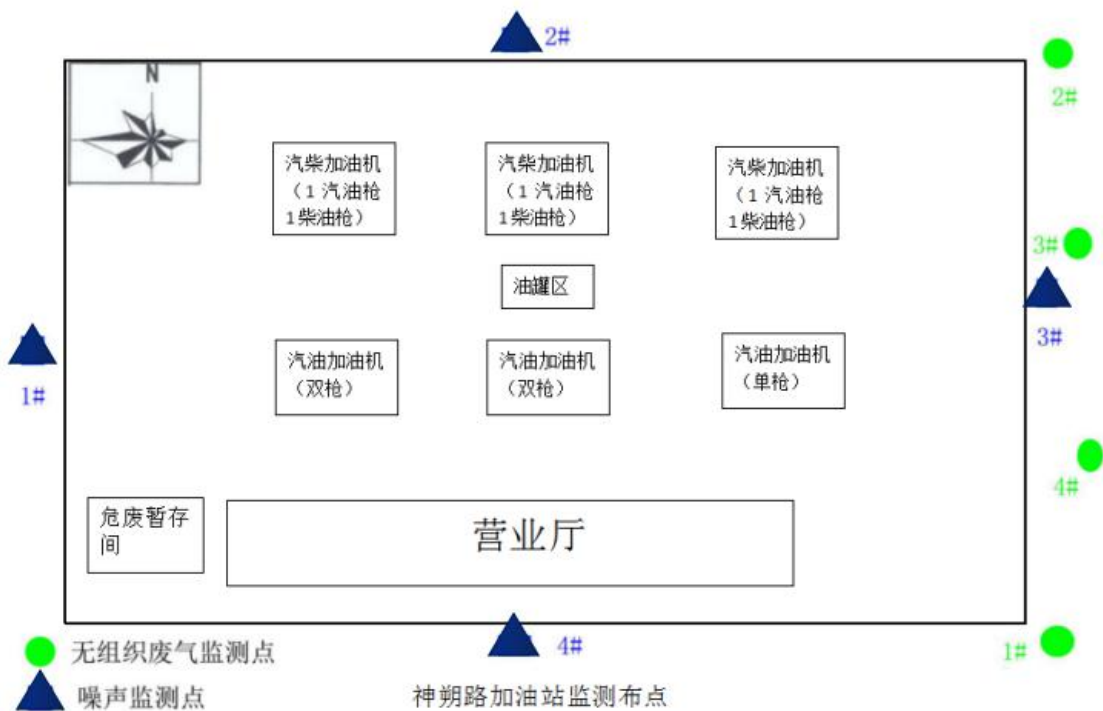 2#
N
2#
汽柴加油机
（1 汽油枪
1柴油枪）
汽柴加油机
（1 汽油枪
1柴油枪）
汽柴加油机
（1 汽油枪
1柴油枪）
3#
油罐区
3#
1#
汽油加油机
（双枪）
汽油加油机
（双枪）
汽油加油机
（单枪）
4#
危废暂存
间
营业厅
4#
1#
无组织废气监测点
噪声监测点
神朔路加油站监测布点